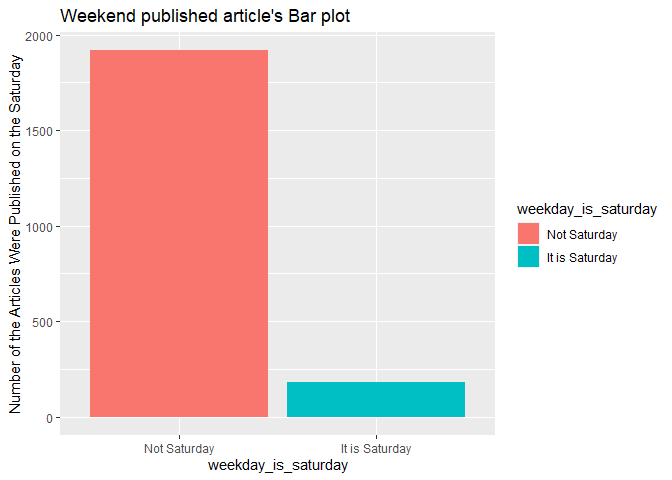 Weekend published article's Bar plot
Number of the Articles Were Published on the Saturday
2000
1500
1000
500
0
Not Saturday
It is Saturday
weekday_is_saturday
weekday_is_saturday
Not Saturday
It is Saturday